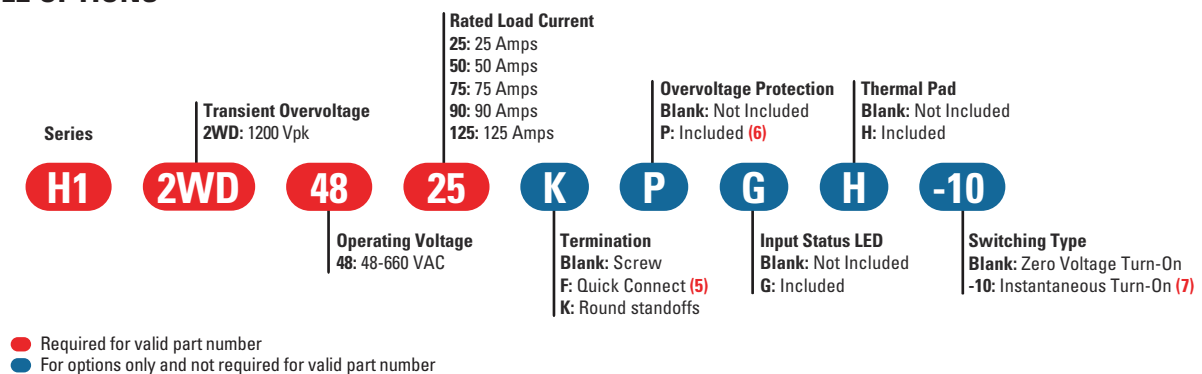 Rated Load Current
25: 25 Amps
50: 50 Amps
75: 75 Amps
90: 90 Amps
125: 125 Amps
Transient Overvoltage
2WD: 1200 Vpk
Overvoltage Protection
Blank: Not Included
P: Included (6)
Thermal Pad
Blank: Not Included
H: Included
Series
H1 2WD 48 25 K P G H -10
Operating Voltage
48: 48-660 VAC
Termination
Blank: Screw
F: Quick Connect (5)
K: Round standoffs
Input Status LED
Blank: Not Included
G: Included
Switching Type
Blank: Zero Voltage Turn-On
-10: Instantaneous Turn-On (7)
Required for valid part number
For options only and not required for valid part number